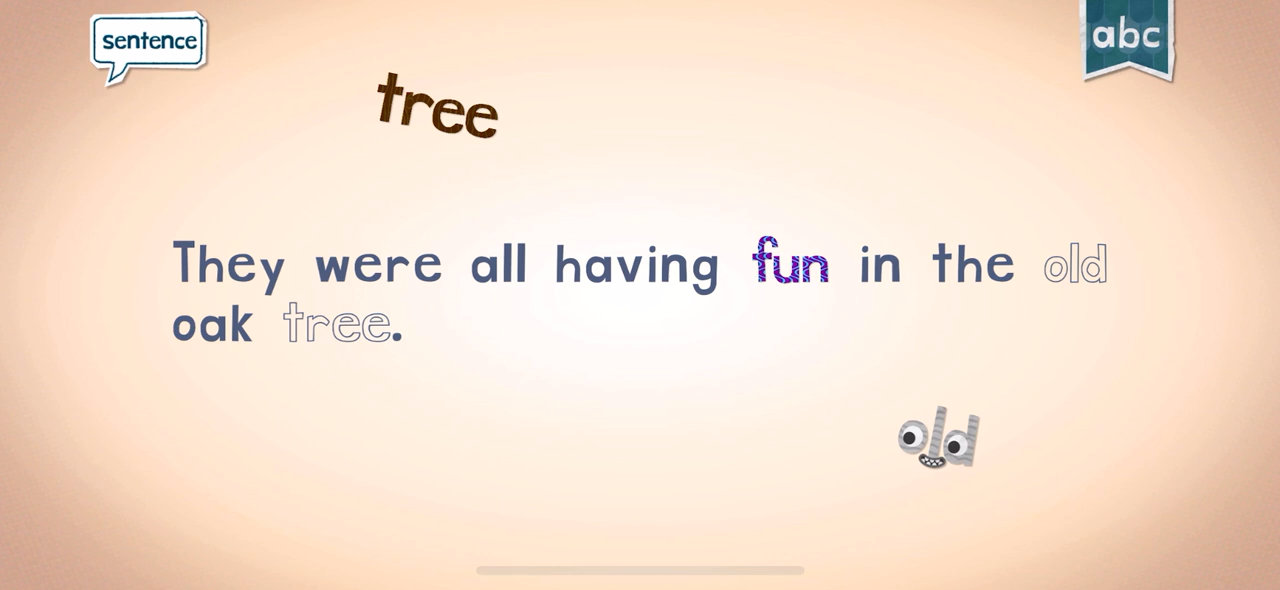 sentence
abc
tree
They were all having fun in the old
oak tree.
old